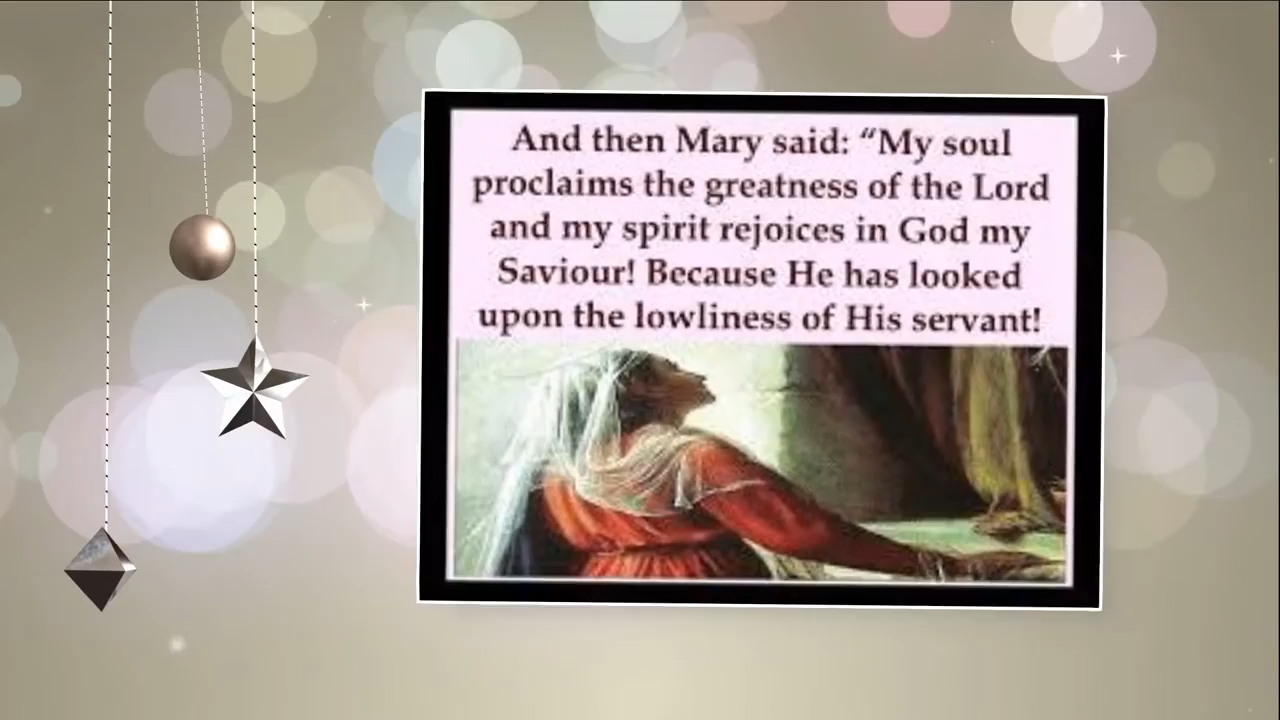 And then Mary said: “My soul
proclaims the greatness of the Lord
and my spirit rejoices in God my
Saviour! Because He has looked
upon the lowliness of His servant!